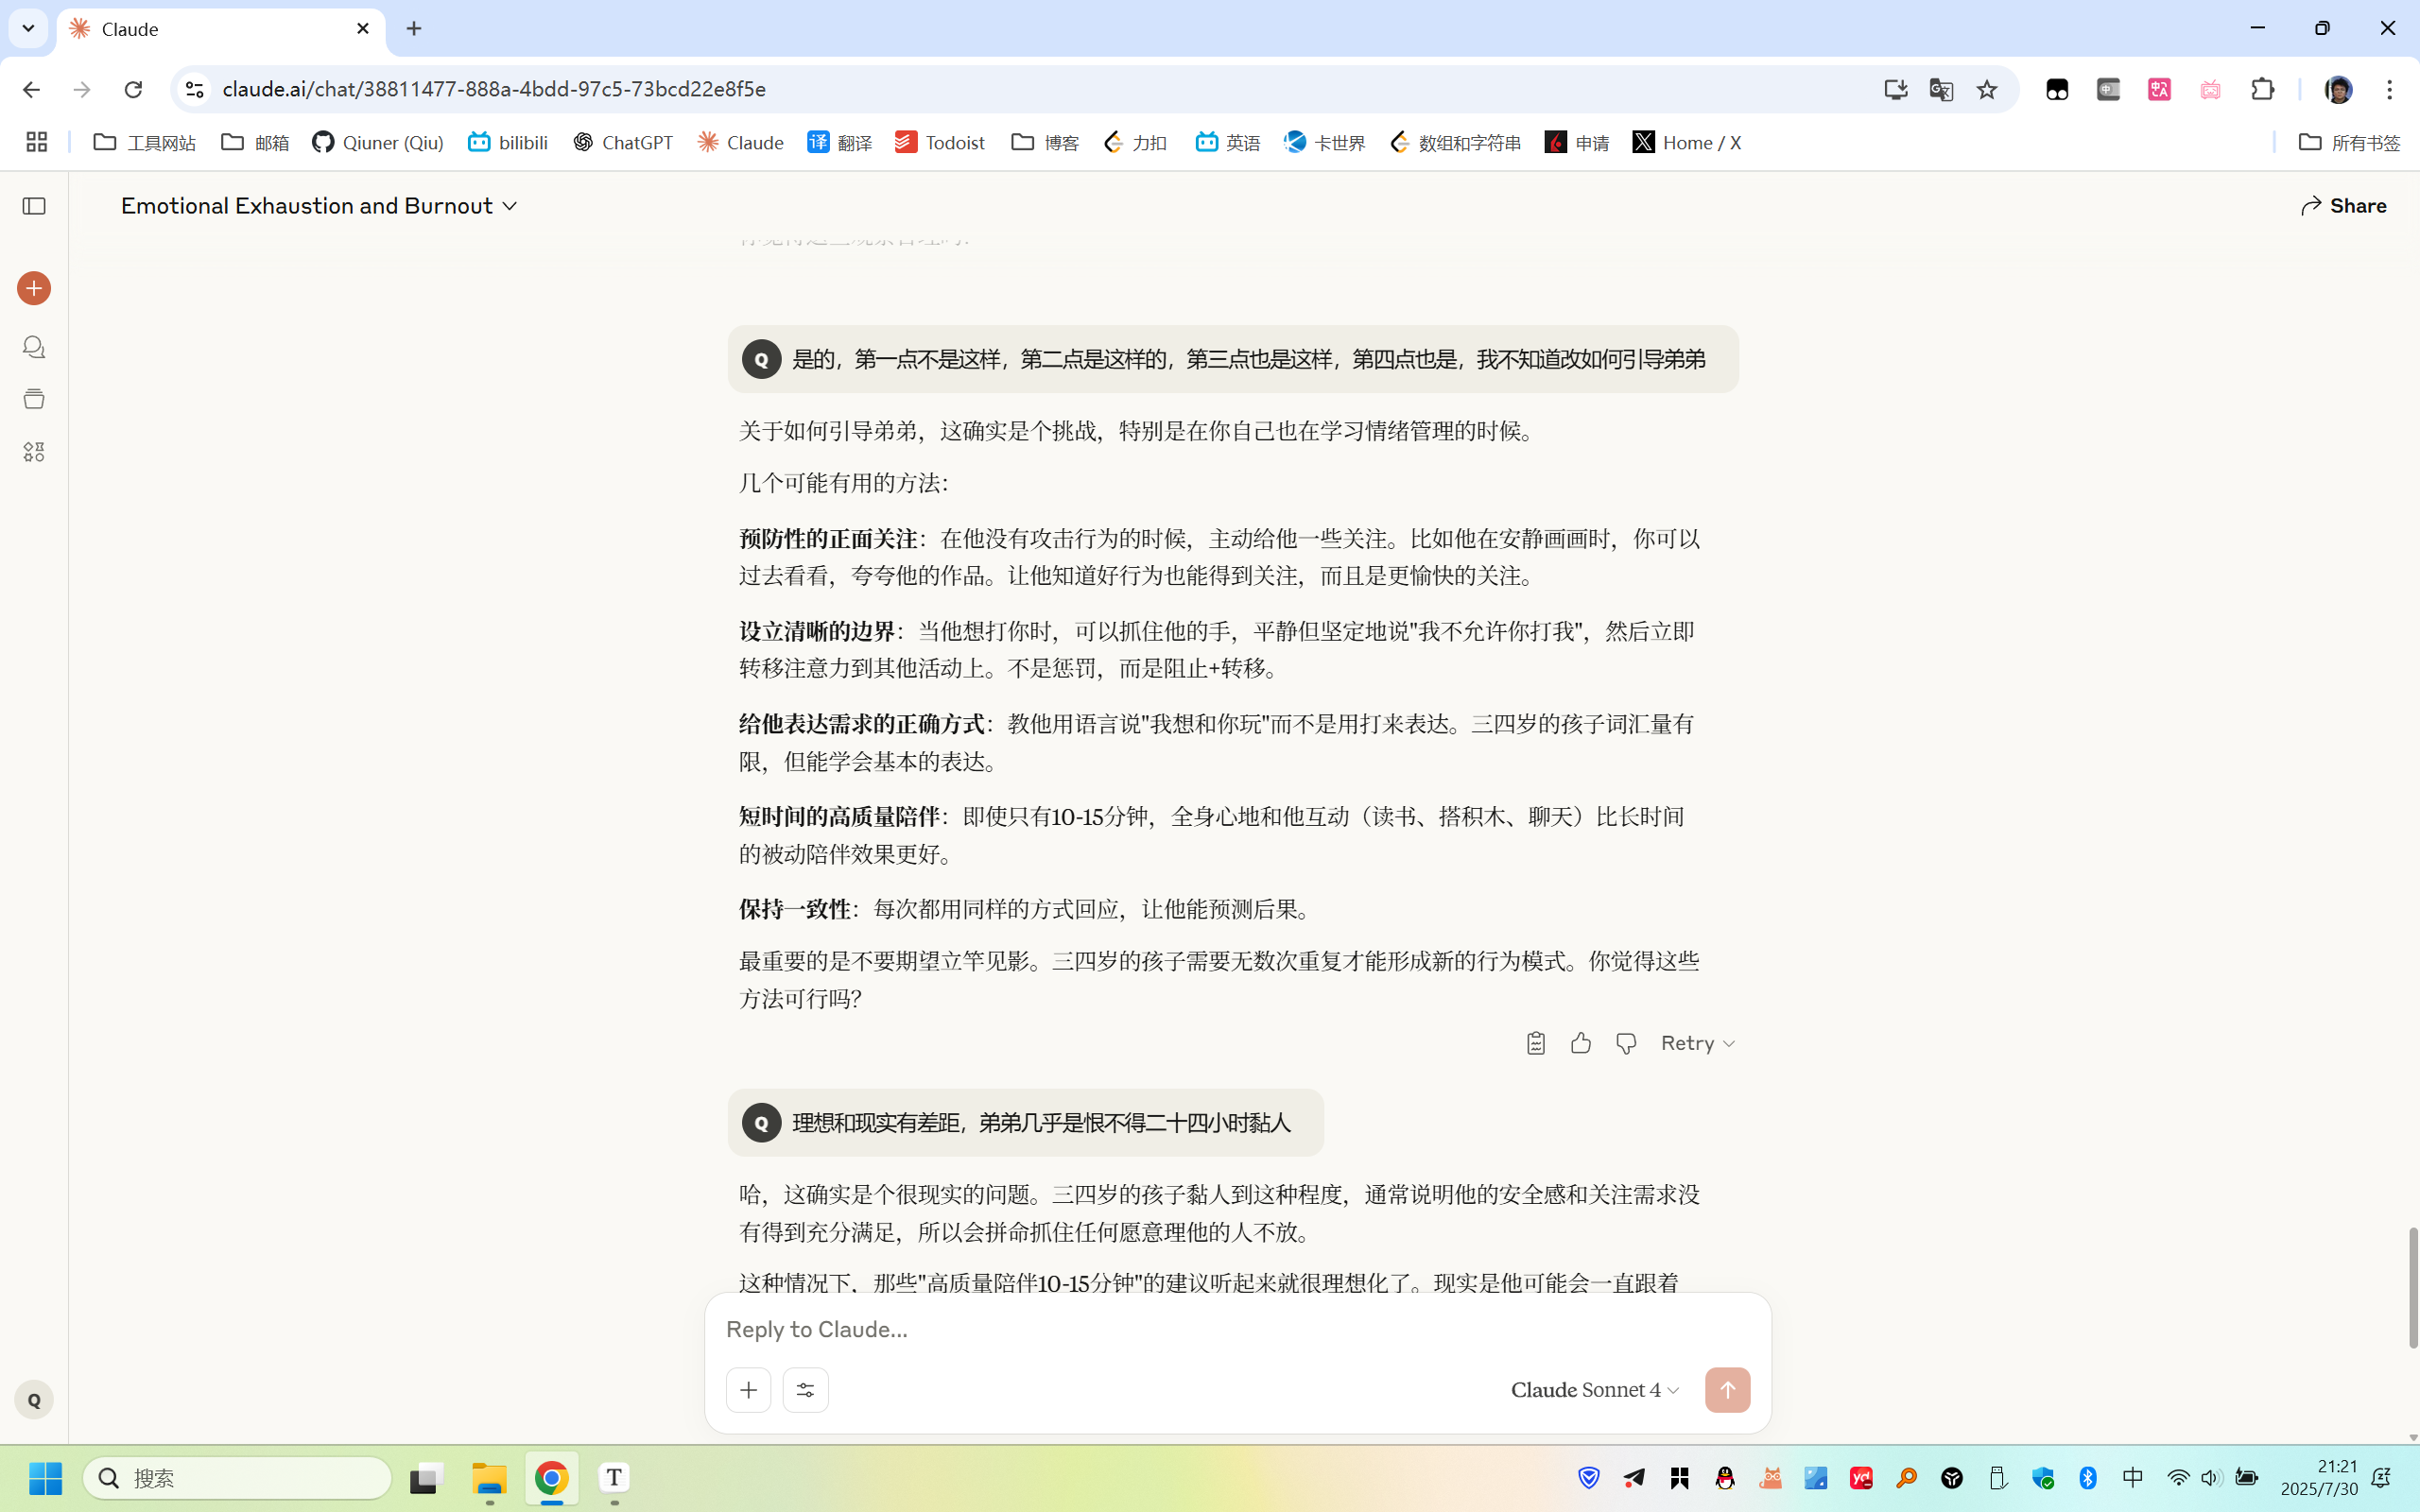 Claude
claude.ai/chat/38811477-888a-4bdd-97c5-73bcd22e8f5e
工具网站 邮箱 Qiuner (Qiu) bilibili ChatGPT Claude 翻译 Todoist 博客 力扣 英语 卡世界 数组和字符串 申请 Home / X 所有书签
Emotional Exhaustion and Burnout
Share
Q 是的，第一点不是这样，第二点是这样的，第三点也是这样，第四点也是，我不知道改如何引导弟弟
关于如何引导弟弟，这确实是个挑战，特别是在你自己也在学习情绪管理的时候。
几个可能有用的方法：
预防性的正面关注：在他没有攻击行为的时候，主动给他一些关注。比如他在安静画画时，你可以
过去看看，夸夸他的作品。让他知道好行为也能得到关注，而且是更愉快的关注。
设立清晰的边界：当他想打你时，可以抓住他的手，平静但坚定地说"我不允许你打我"，然后立即
转移注意力到其他活动上。不是惩罚，而是阻止+转移。
给他表达需求的正确方式：教他用语言说"我想和你玩"而不是用打来表达。三四岁的孩子词汇量有
限，但能学会基本的表达。
短时间的高质量陪伴：即使只有10-15分钟，全身心地和他互动（读书、搭积木、聊天）比长时间
的被动陪伴效果更好。
保持一致性：每次都用同样的方式回应，让他能预测后果。
最重要的是不要期望立竿见影。三四岁的孩子需要无数次重复才能形成新的行为模式。你觉得这些
方法可行吗？
Retry
Q 理想和现实有差距，弟弟几乎是恨不得二十四小时黏人
哈，这确实是个很现实的问题。三四岁的孩子黏人到这种程度，通常说明他的安全感和关注需求没
有得到充分满足，所以会拼命抓住任何愿意理他的人不放。
这种情况下，那些"高质量陪伴10-15分钟"的建议听起来就很理想化了。现实是他可能会一直跟着
Reply to Claude...
Claude Sonnet 4
Q
搜索
T
中
21:21
2025/7/30